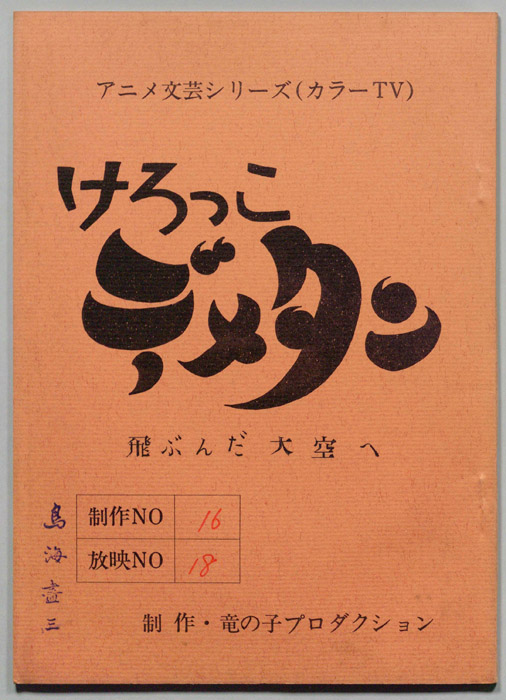 アニメ文芸シリーズ(カラーTV)
けろっこ
デメタン
飛ぶんだ 大空へ
制作NO 16
放映NO 18
鳥海盡三
制作・竜の子プロダクション